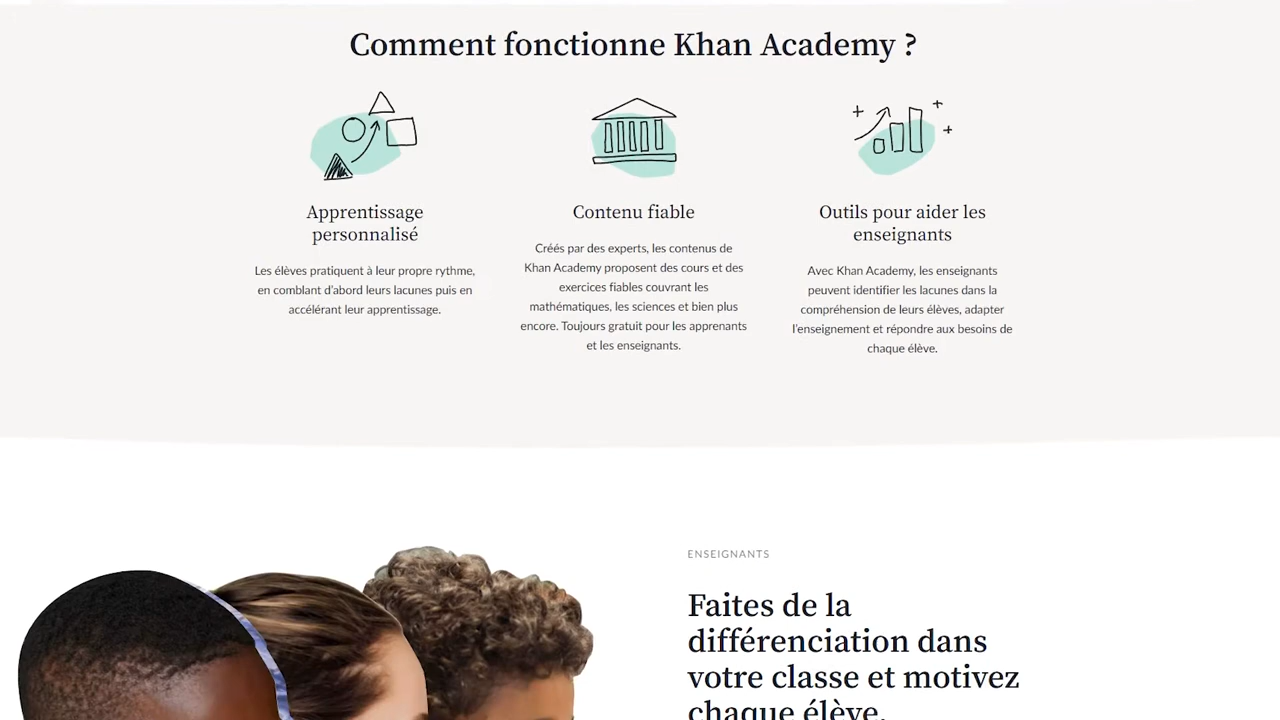 Comment fonctionne Khan Academy ?
Apprentissage
personnalisé
Les élèves pratiquent à leur propre rythme,
en comblant d'abord leurs lacunes puis en
accélérant leur apprentissage.
Contenu fiable
Créés par des experts, les contenus de
Khan Academy proposent des cours et des
exercices fiables couvrant les
mathématiques, les sciences et bien plus
encore. Toujours gratuit pour les apprenants
et les enseignants.
Outils pour aider les
enseignants
Avec Khan Academy, les enseignants
peuvent identifier les lacunes dans la
compréhension de leurs élèves, adapter
l'enseignement et répondre aux besoins de
chaque élève.
ENSEIGNANTS
Faites de la
différenciation dans
votre classe et motivez
chaque élève.